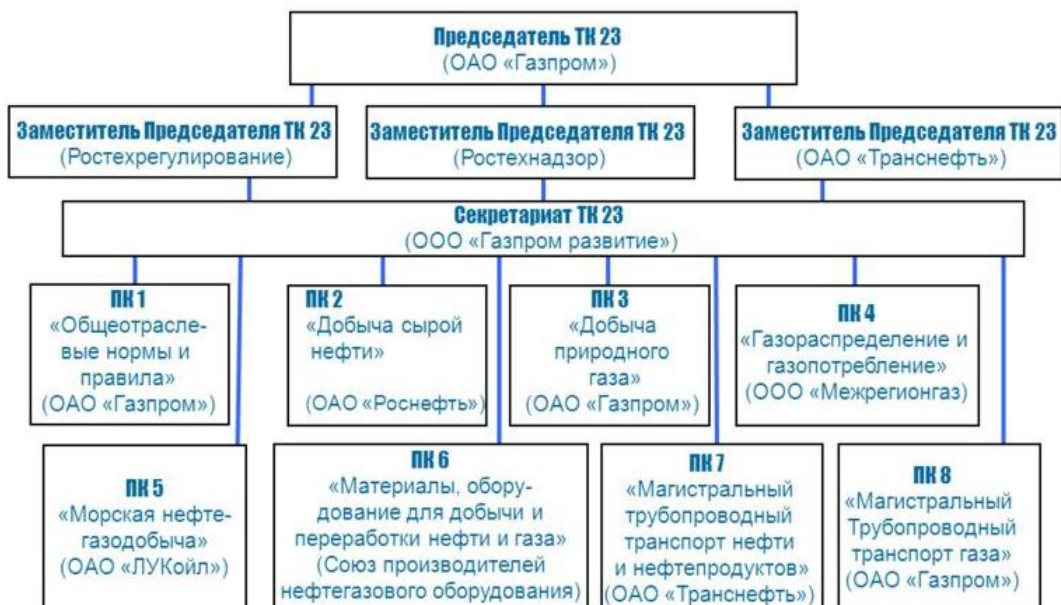 Председатель ТК 23
(ОАО «Газпром»)
Заместитель Председателя ТК 23
(Ростехрегулирование)
Заместитель Председателя ТК 23
(Ростехнадзор)
Заместитель Председателя ТК 23
(ОАО «Транснефть»)
Секретариат ТК 23
(ООО «Газпром развитие»)
ПК 1
«Общеотрасле-
вые нормы и
правила»
(ОАО «Газпром»)
ПК 2
«Добыча сырой
нефти»
(ОАО «Роснефть»)
ПК 3
«Добыча
природного
газа»
(ОАО «Газпром»)
ПК 4
«Газораспределение и
газопотребление»
(ООО «Межрегионгаз)
ПК 5
«Морская нефте-
газодобыча»
(ОАО «ЛУКойл»)
ПК 6
«Материалы, обору-
дование для добычи и
переработки нефти и газа»
(Союз производителей
нефтегазового оборудования)
ПК 7
«Магистральный
трубопроводный
транспорт нефти
и нефтепродуктов»
(ОАО «Транснефть»)
ПК 8
«Магистральный
Трубопроводный
транспорт газа»
(ОАО «Газпром»)